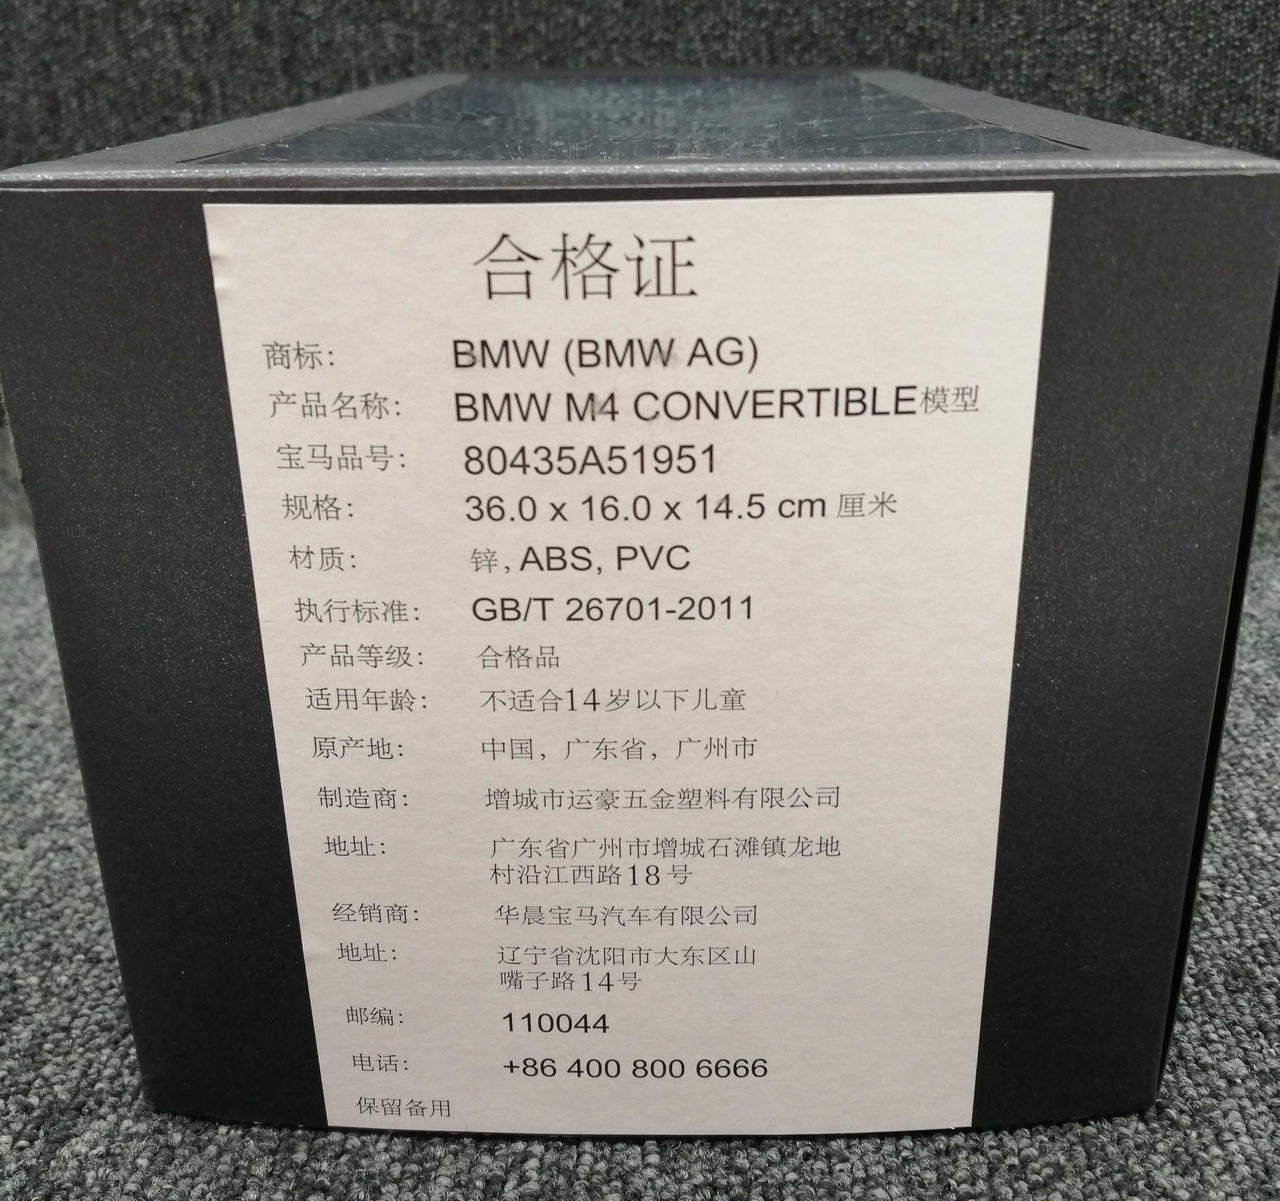 合格证
商标： BMW (BMW AG)
产品名称： BMW M4 CONVERTIBLE模型
宝马品号： 80435A51951
规格： 36.0 x 16.0 x 14.5 cm 厘米
材质： 锌, ABS, PVC
执行标准： GB/T 26701-2011
产品等级： 合格品
适用年龄： 不适合14岁以下儿童
原产地： 中国，广东省，广州市
制造商： 增城市运豪五金塑料有限公司
地址： 广东省广州市增城石滩镇龙地
村沿江西路18号
经销商： 华晨宝马汽车有限公司
地址： 辽宁省沈阳市大东区山
嘴子路14号
邮编： 110044
电话： +86 400 800 6666
保留备用